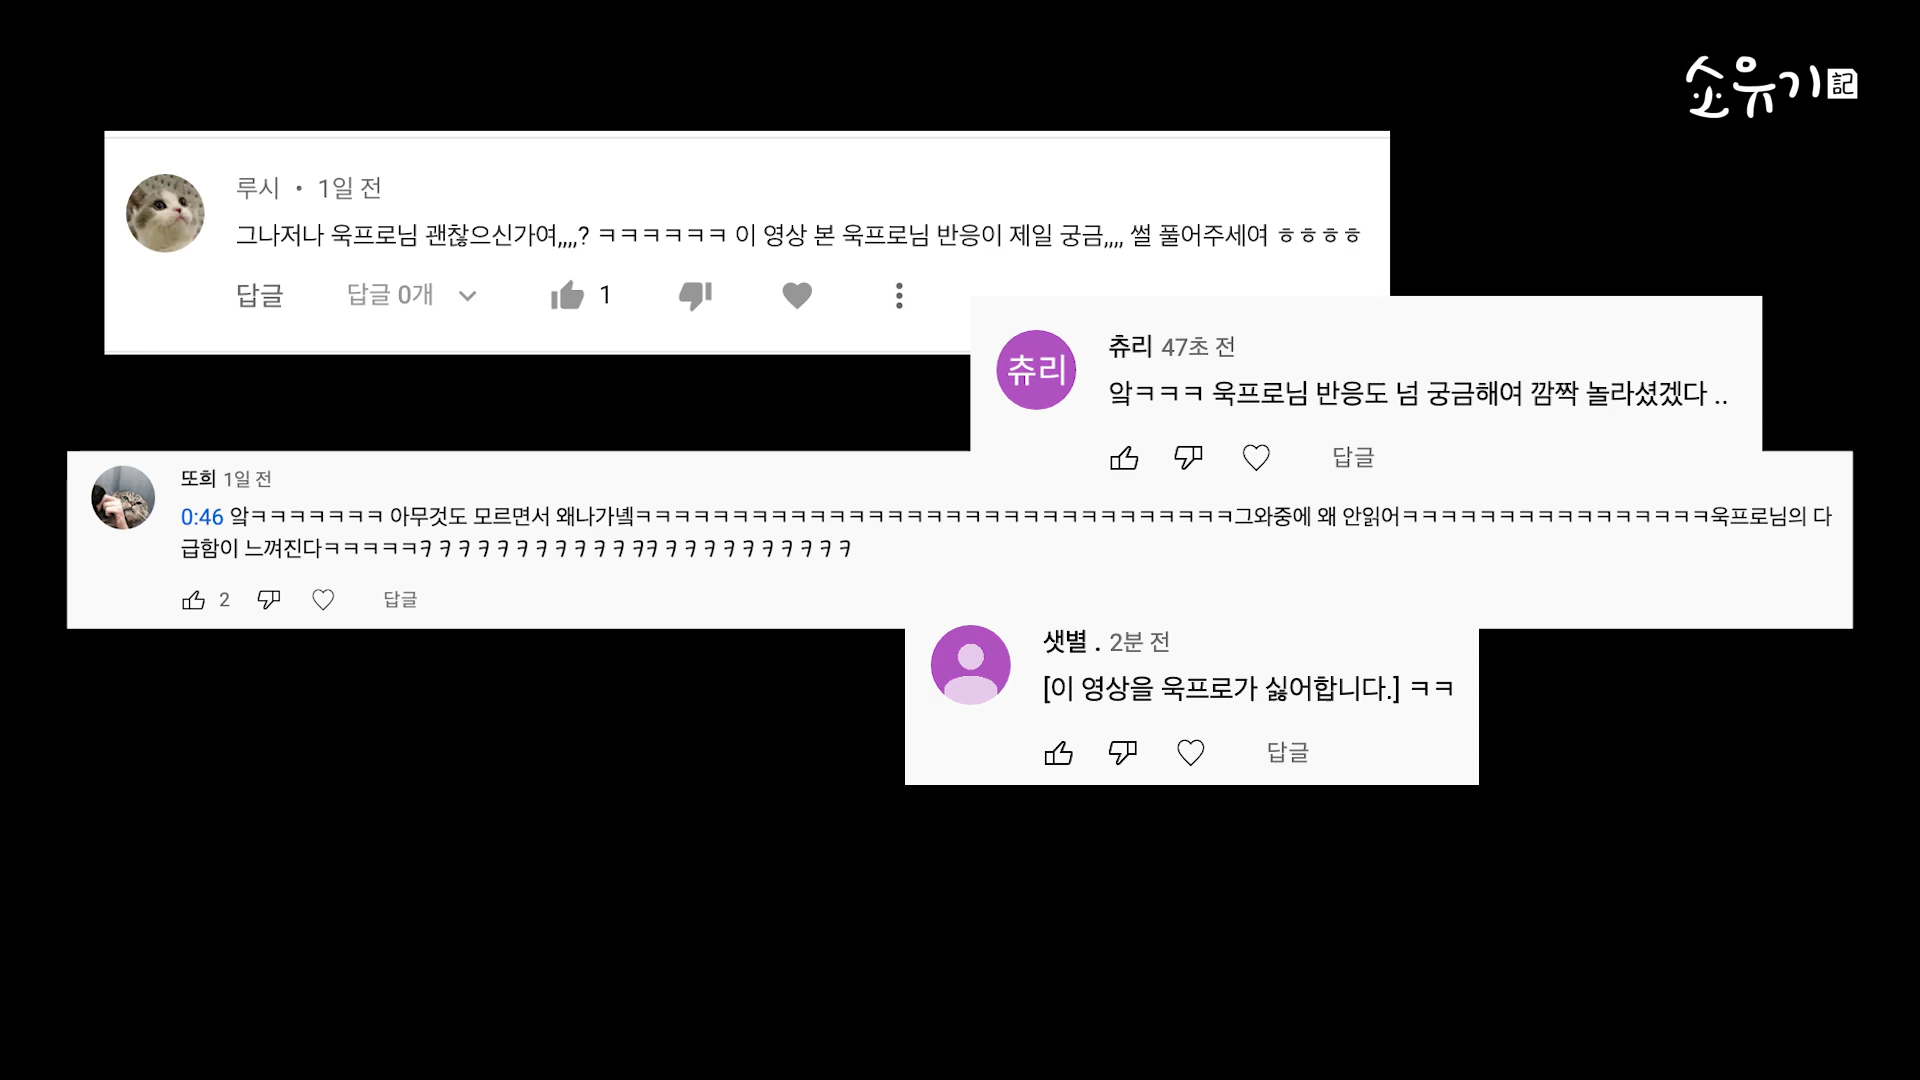 소유기記
루시 • 1일 전
그나저나 욱프로님 괜찮으신가여,,,,? ㅋㅋㅋㅋㅋㅋ 이 영상 본 욱프로님 반응이 제일 궁금,,,, 썰 풀어주세여 ㅎㅎㅎㅎ
답글 답글 0개 1
츄리
츄리 47초 전
앜ㅋㅋㅋ 욱프로님 반응도 넘 궁금해여 깜짝 놀라셨겠다 ..
답글
또희 1일 전
0:46 앜ㅋㅋㅋㅋㅋㅋㅋ 아무것도 모르면서 왜나가넼ㅋㅋㅋㅋㅋㅋㅋㅋㅋㅋㅋㅋㅋㅋㅋㅋㅋㅋㅋㅋㅋㅋㅋㅋㅋㅋㅋㅋㅋㅋㅋ그와중에 왜 안읽어ㅋㅋㅋㅋㅋㅋㅋㅋㅋㅋㅋㅋㅋㅋㅋㅋ욱프로님의 다
급함이 느껴진다ㅋㅋㅋㅋㅋㅋㅋㅋㅋㅋㅋㅋㅋㅋㅋㅋㅋㅋㅋㅋㅋㅋㅋㅋㅋㅋㅋㅋ
2 답글
샛별 . 2분 전
[이 영상을 욱프로가 싫어합니다.] ㅋㅋ
답글